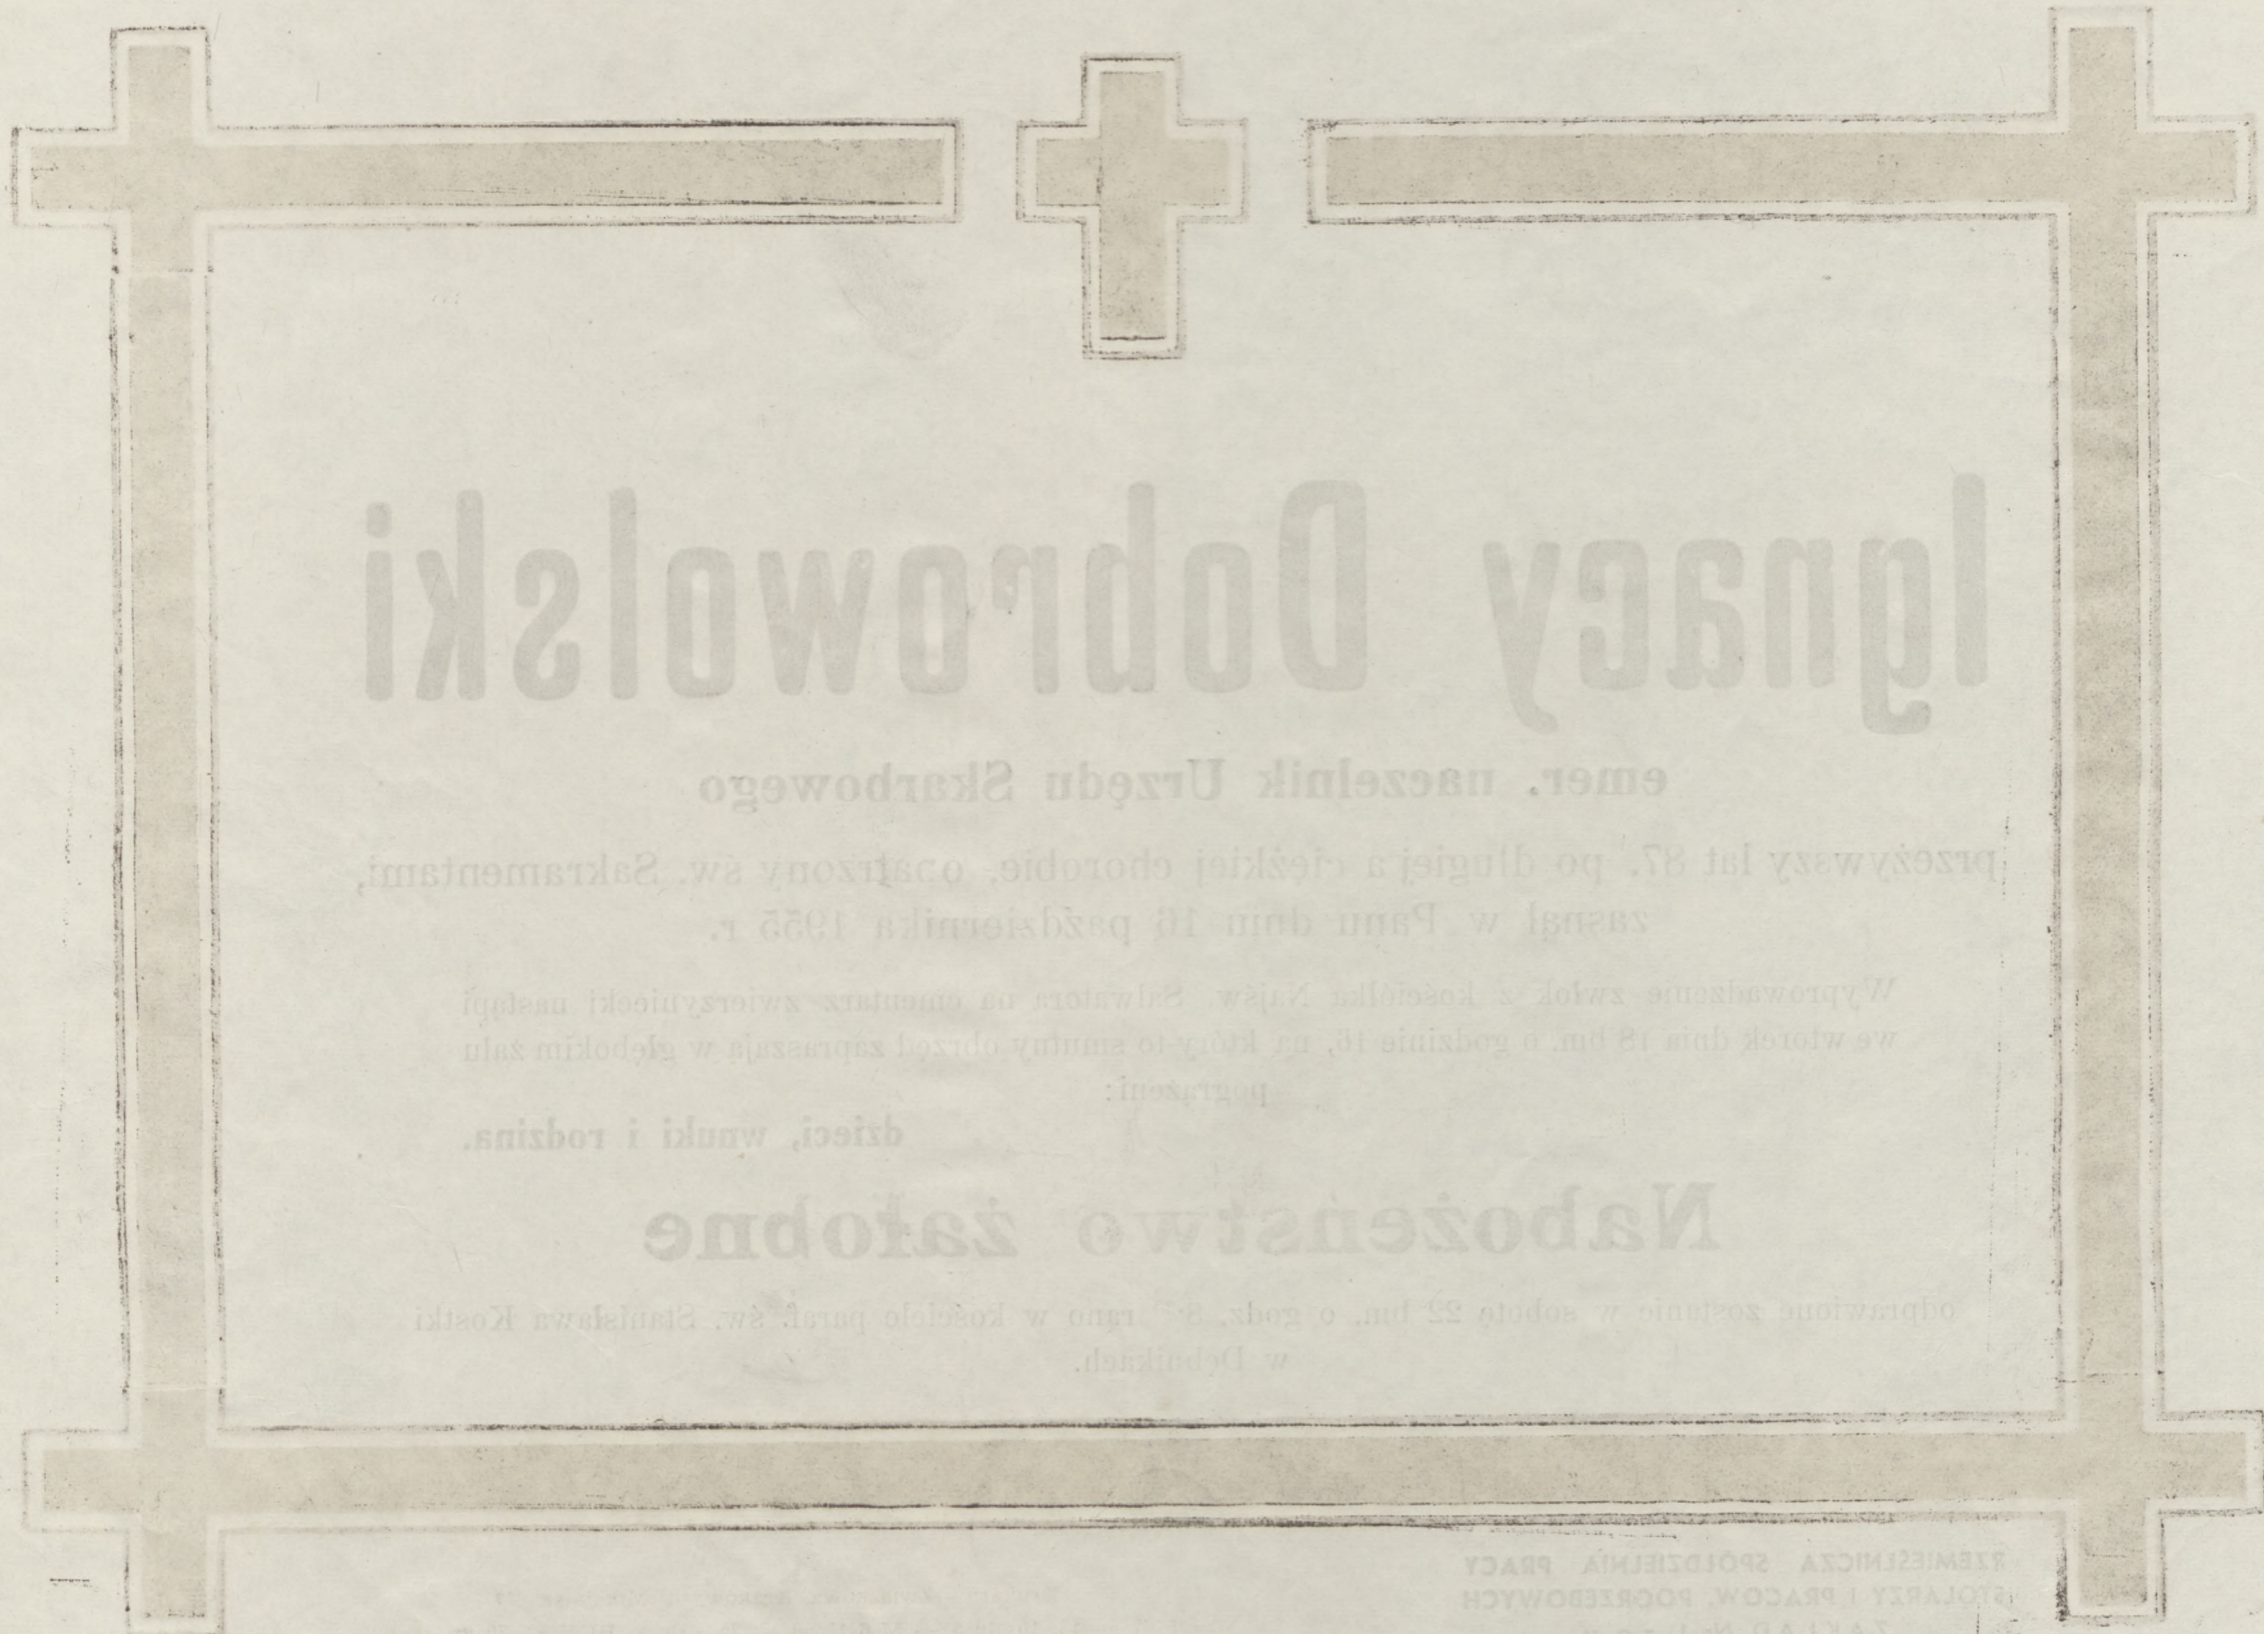 Ignacy Dobrowolski
emer. naczelnik Urzędu Skarbowego
przeżywszy lat 87, po długiej a ciężkiej chorobie, opatrzony św. Sakramentami,
zasnął w Panu dnia 16 października 1955 r.
Wyprowadzenie zwłok z kościółka Najśw. Salwatora na cmentarz zwierzyniecki nastąpi
we wtorek dnia 18 bm. o godzinie 15, na który-to smutny obrzęd zapraszają w głębokim żalu
pogrążeni:
dzieci, wnuki i rodzina.
Nabożeństwo żałobne
odprawione zostanie w sobotę 22 bm. o godz. rano w kościele paraf. św. Stanisława Kostki
w Dębnikach.
RZEMIEŚLNICZA SPÓŁDZIELNIA PRACY
STOLARZY I PRACOW. POGRZEBOWYCH
ZAKŁAD